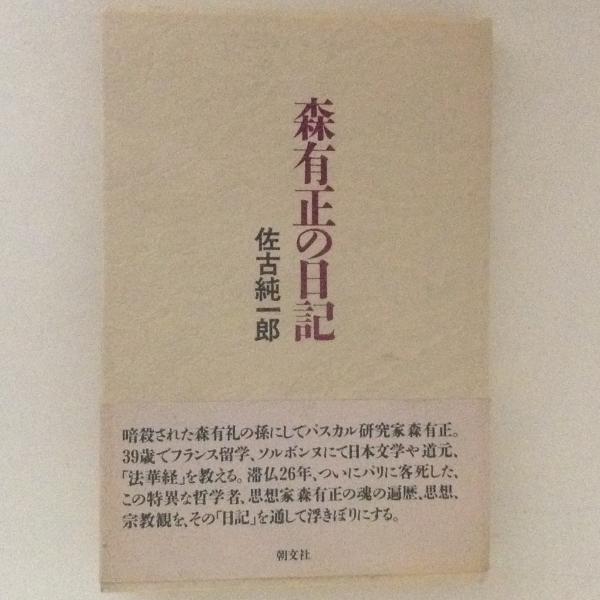 森有正の日記
佐古純一郎
暗殺された森有礼の孫にしてパスカル研究家森有正。
39歳でフランス留学、ソルボンヌにて日本文学や道元、
「法華経」を教える。滞仏26年、ついにパリに客死した、
この特異な哲学者、思想家森有正の魂の遍歴、思想、
宗教観を、その「日記」を通して浮きぼりにする。
朝文社